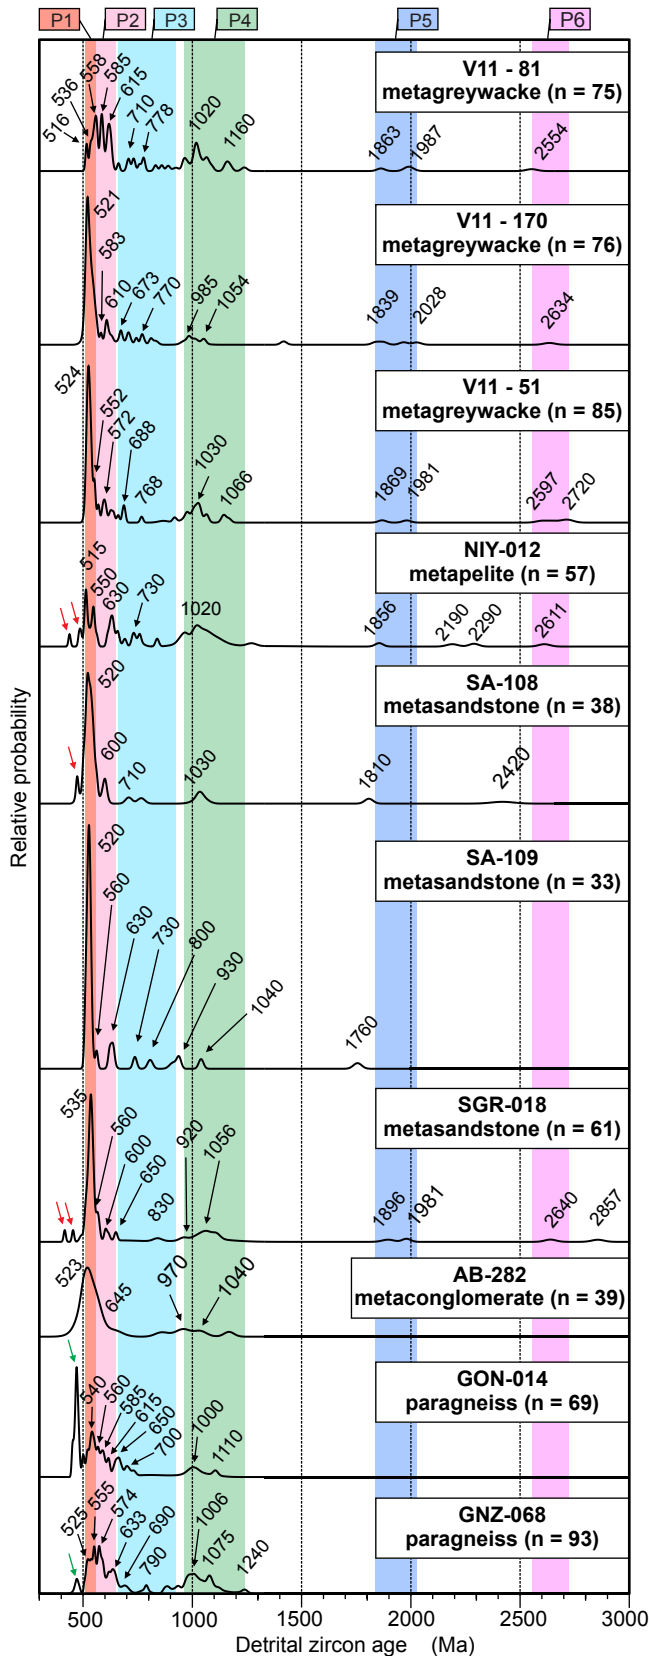 P1 P2 P3 P4 P5 P6
V11 - 81
metagreywacke (n = 75)
516 536 558 585 615 710 778 1020 1160 1863 1987 2554
V11 - 170
metagreywacke (n = 76)
521 583 610 673 770 985 1054 1839 2028 2634
V11 - 51
metagreywacke (n = 85)
524 552 572 688 768 1030 1066 1869 1981 2597 2720
NIY-012
metapelite (n = 57)
515 550 630 730 1020 1856 2190 2290 2611
SA-108
metasandstone (n = 38)
520 600 710 1030 1810 2420
SA-109
metasandstone (n = 33)
520 560 630 730 800 930 1040 1760
SGR-018
metasandstone (n = 61)
535 560 600 650 830 920 1056 1896 1981 2640 2857
AB-282
metaconglomerate (n = 39)
523 645 970 1040
GON-014
paragneiss (n = 69)
540 560 585 615 650 700 1000 1110
GNZ-068
paragneiss (n = 93)
525 555 574 633 690 790 1006 1075 1240
500 1000 1500 2000 2500 3000
Detrital zircon age (Ma)
Relative probability